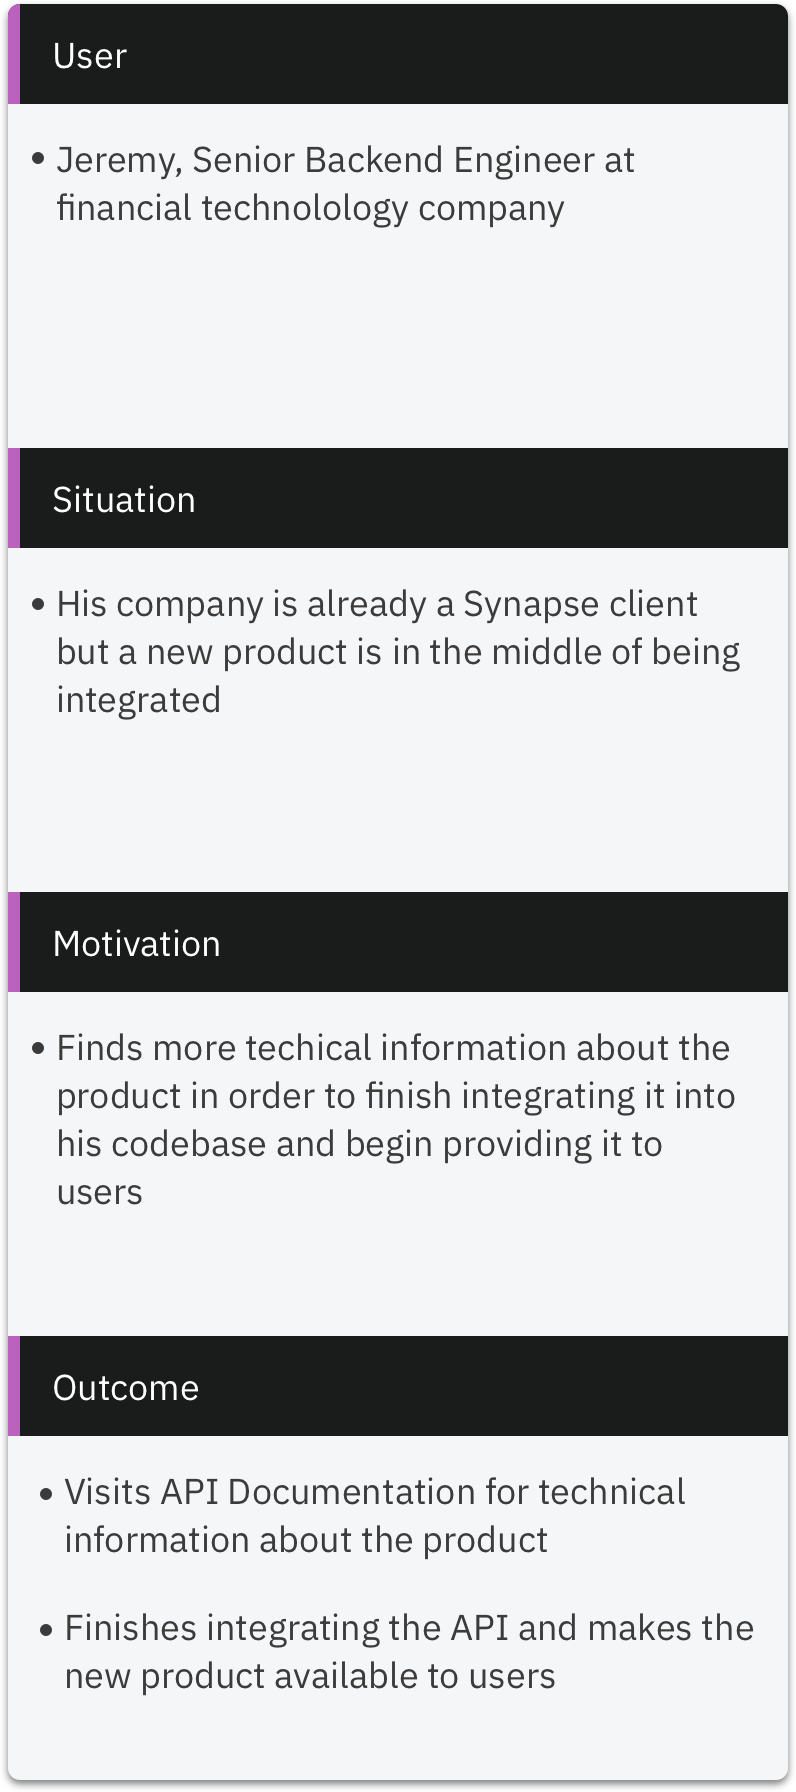 User
• Jeremy, Senior Backend Engineer at
financial technolology company
Situation
• His company is already a Synapse client
but a new product is in the middle of being
integrated
Motivation
• Finds more techical information about the
product in order to finish integrating it into
his codebase and begin providing it to
users
Outcome
• Visits API Documentation for technical
information about the product
• Finishes integrating the API and makes the
new product available to users